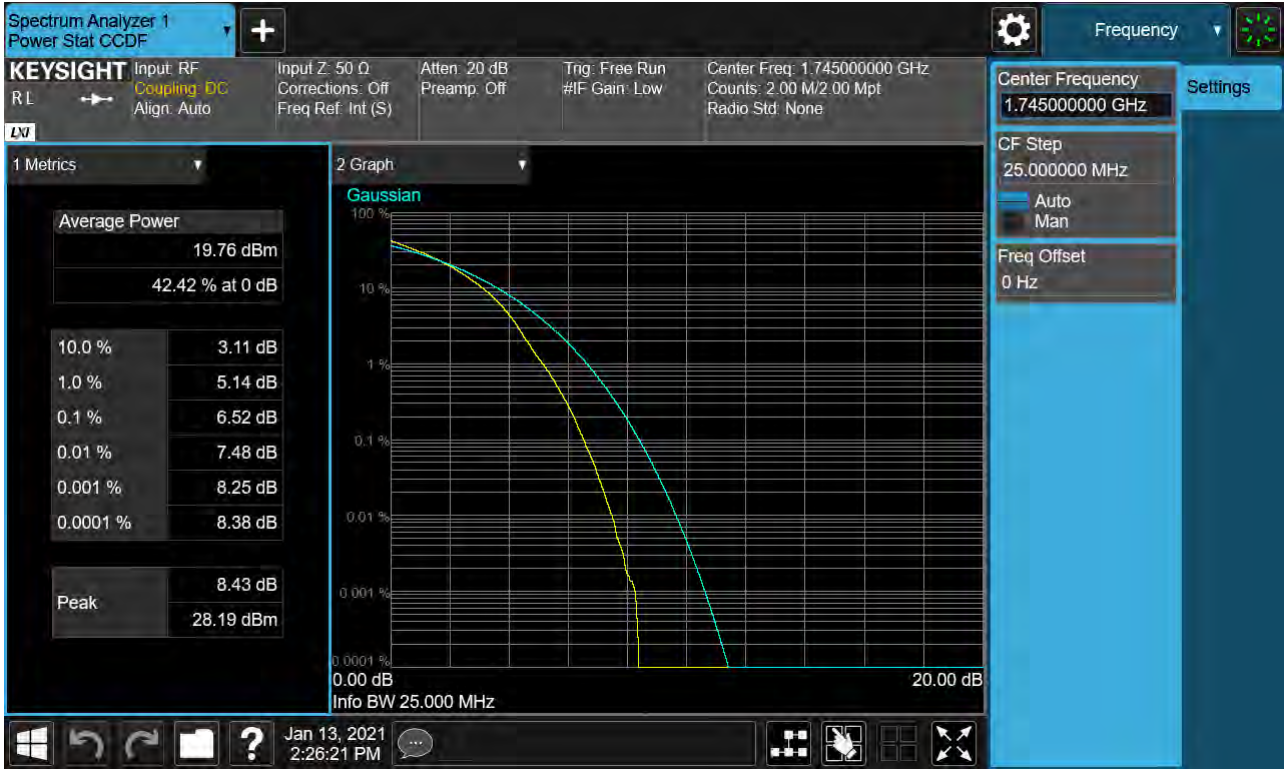 Spectrum Analyzer 1
Power Stat CCDF
Frequency
KEYSIGHT
R L
LXI
Input: RF
Coupling: DC
Align: Auto
Input Z: 50 Ω
Corrections: Off
Freq Ref: Int (S)
Atten: 20 dB
Preamp: Off
Trig: Free Run
#IF Gain: Low
Center Freq: 1.745000000 GHz
Counts: 2.00 M/2.00 Mpt
Radio Std: None
Center Frequency
1.745000000 GHz
Settings
CF Step
25.000000 MHz
Auto
Man
Freq Offset
0 Hz
1 Metrics
Average Power
19.76 dBm
42.42 % at 0 dB
10.0 % 3.11 dB
1.0 % 5.14 dB
0.1 % 6.52 dB
0.01 % 7.48 dB
0.001 % 8.25 dB
0.0001 % 8.38 dB
Peak
8.43 dB
28.19 dBm
2 Graph
Gaussian
100 %
10 %
1 %
0.1 %
0.01 %
0.001 %
0.0001 %
0.00 dB 20.00 dB
Info BW 25.000 MHz
?
Jan 13, 2021
2:26:21 PM